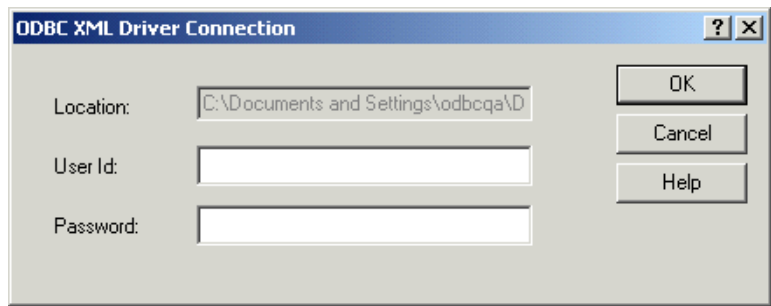 ODBC XML Driver Connection ? X
Location: C:\Documents and Settings\odbcqa\D OK
Cancel
User Id:
Help
Password: